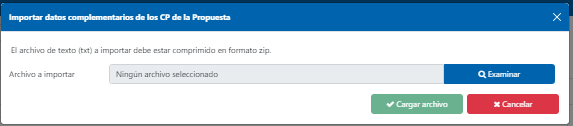 Importar datos complementarios de los CP de la Propuesta
El archivo de texto (txt) a importar debe estar comprimido en formato zip.
Archivo a importar
Ningún archivo seleccionado
Examinar
Cargar archivo
Cancelar